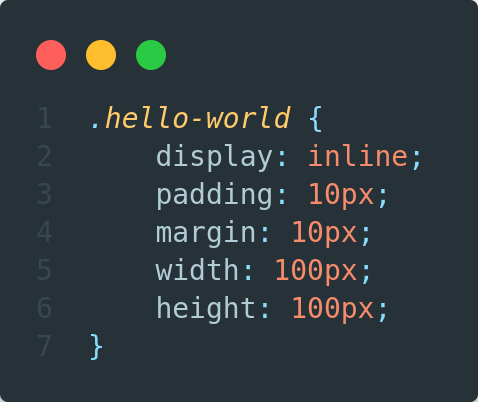 1 .hello-world {
2     display: inline;
3     padding: 10px;
4     margin: 10px;
5     width: 100px;
6     height: 100px;
7 }